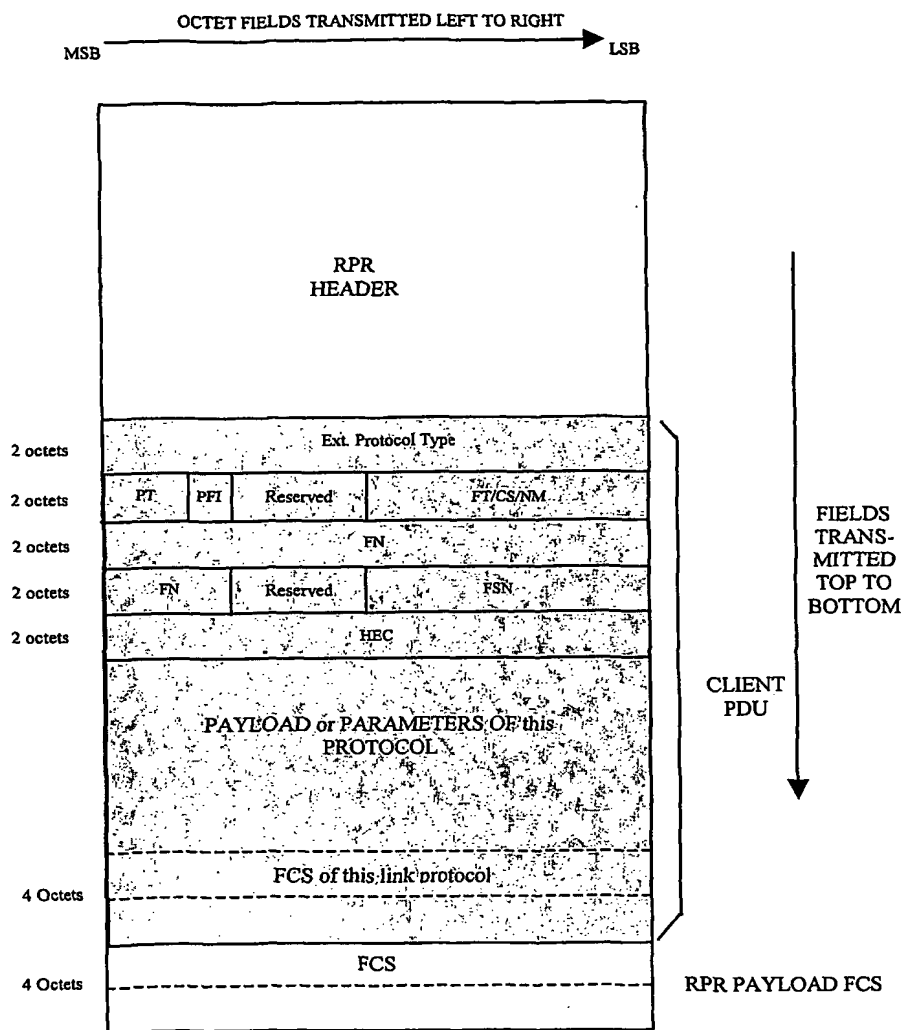 OCTET FIELDS TRANSMITTED LEFT TO RIGHT
MSB
LSB
RPR
HEADER
2 octets
Ext. Protocol Type
2 octets
PT
PFI
Reserved
FT/CS/NM
2 octets
FN
2 octets
FN
Reserved
FSN
2 octets
HEC
PAYLOAD or PARAMETERS OF this
PROTOCOL
FCS of this link protocol
4 Octets
FCS
4 Octets
CLIENT
PDU
FIELDS
TRANS-
MITTED
TOP TO
BOTTOM
RPR PAYLOAD FCS